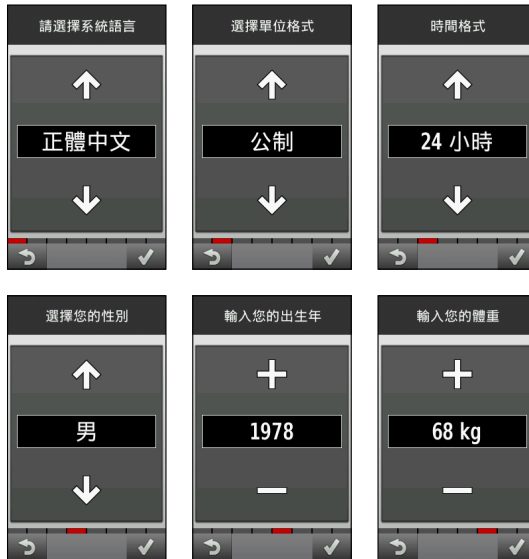 請選擇系統語言
正體中文
選擇單位格式
公制
時間格式
24 小時
選擇您的性別
男
輸入您的出生年
1978
輸入您的體重
68 kg